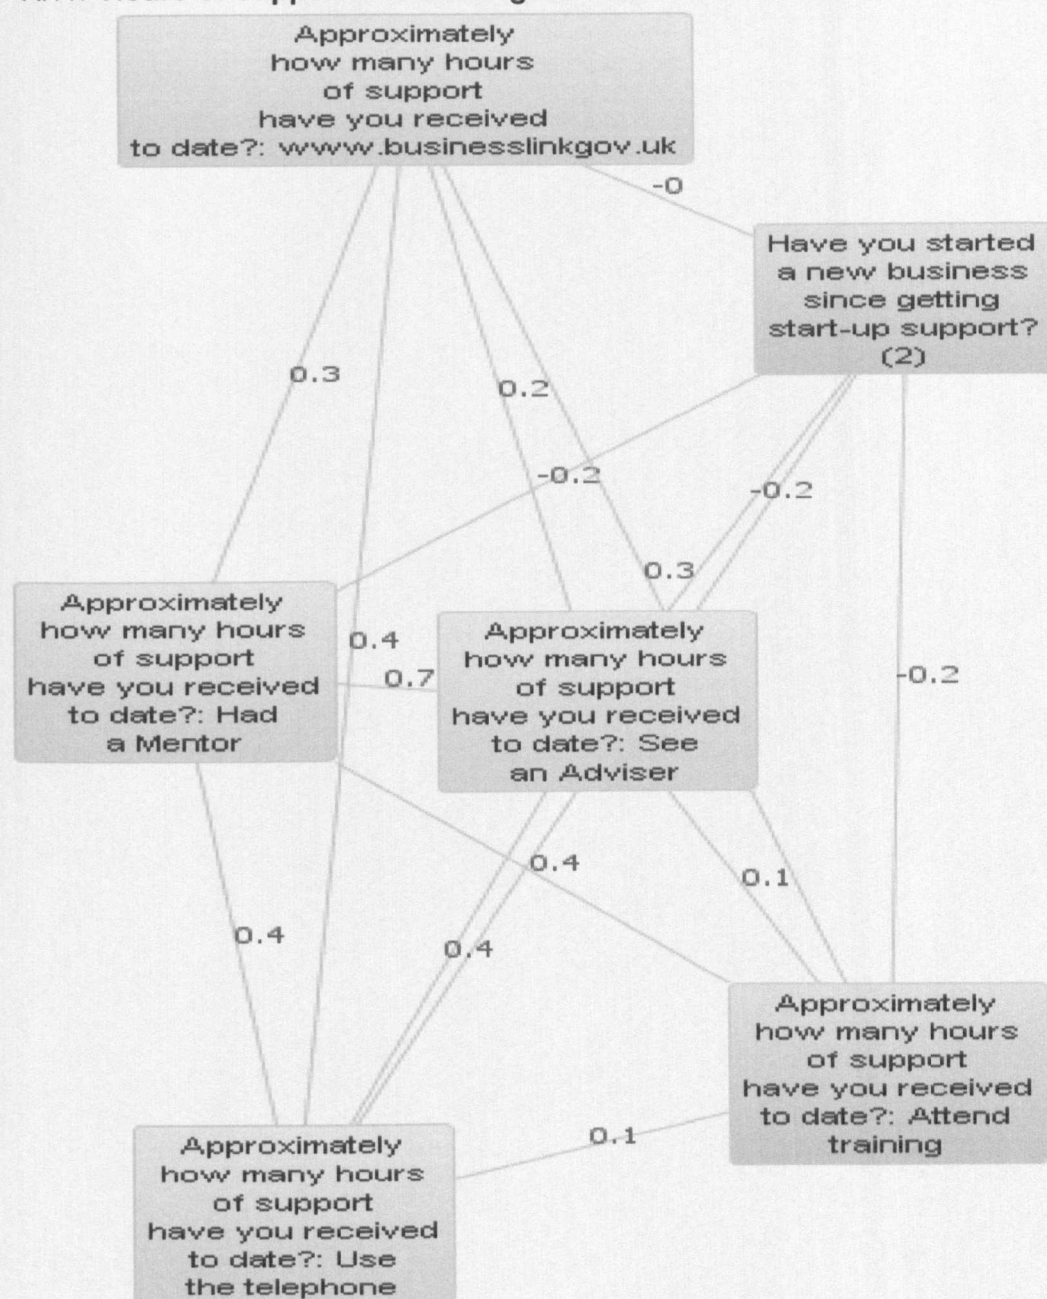 Approximately
how many hours
of support
have you received
to date?: www.businesslinkgov.uk
-0
Have you started
a new business
since getting
start-up support?
(2)
0.3
0.2
-0.2
-0.2
0.3
Approximately
how many hours
of support
have you received
to date?: Had
a Mentor
0.4
0.7
Approximately
how many hours
of support
have you received
to date?: See
an Adviser
-0.2
0.4
0.1
0.4
0.4
Approximately
how many hours
of support
have you received
to date?: Attend
training
0.1
Approximately
how many hours
of support
have you received
to date?: Use
the telephone